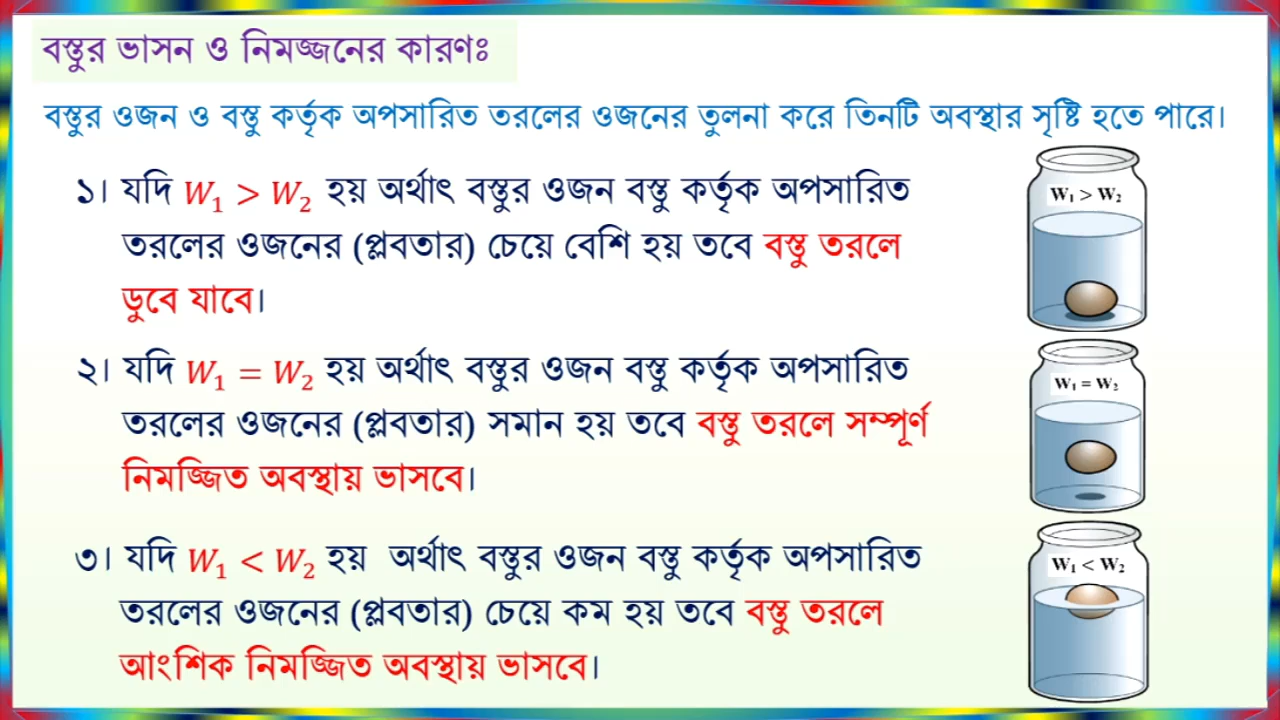 বস্তুর ভাসন ও নিমজ্জনের কারণঃ
বস্তুর ওজন ও বস্তু কর্তৃক অপসারিত তরলের ওজনের তুলনা করে তিনটি অবস্থার সৃষ্টি হতে পারে।
১। যদি W₁ > W₂ হয় অর্থাৎ বস্তুর ওজন বস্তু কর্তৃক অপসারিত
তরলের ওজনের (প্লবতার) চেয়ে বেশি হয় তবে বস্তু তরলে
ডুবে যাবে।
W₁ > W₂
২। যদি W₁ = W₂ হয় অর্থাৎ বস্তুর ওজন বস্তু কর্তৃক অপসারিত
তরলের ওজনের (প্লবতার) সমান হয় তবে বস্তু তরলে সম্পূর্ণ
নিমজ্জিত অবস্থায় ভাসবে।
W₁ = W₂
৩। যদি W₁ < W₂ হয় অর্থাৎ বস্তুর ওজন বস্তু কর্তৃক অপসারিত
তরলের ওজনের (প্লবতার) চেয়ে কম হয় তবে বস্তু তরলে
আংশিক নিমজ্জিত অবস্থায় ভাসবে।
W₁ < W₂